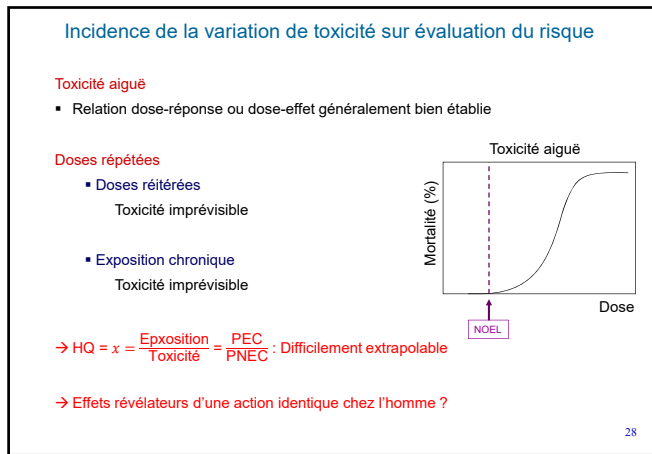 Incidence de la variation de toxicité sur évaluation du risque
Toxicité aiguë
▪ Relation dose-réponse ou dose-effet généralement bien établie
Doses répétées
▪ Doses réitérées
Toxicité imprévisible
▪ Exposition chronique
Toxicité imprévisible
Toxicité aiguë
Mortalité (%)
Dose
NOEL
→ HQ = x = Epxosition/Toxicité = PEC/PNEC : Difficilement extrapolable
→ Effets révélateurs d’une action identique chez l’homme ?
28